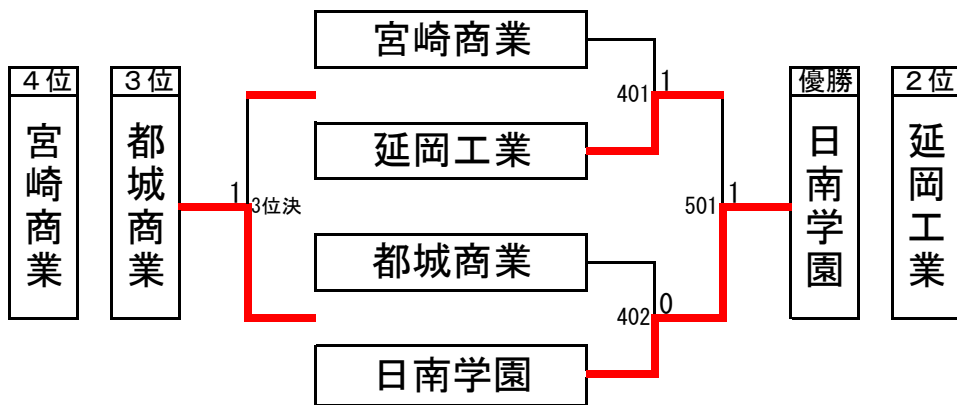 宮崎商業
４位
３位
優勝
２位
401
1
宮崎商業
都城商業
延岡工業
日南学園
延岡工業
1
3位決
501
1
都城商業
402
0
日南学園